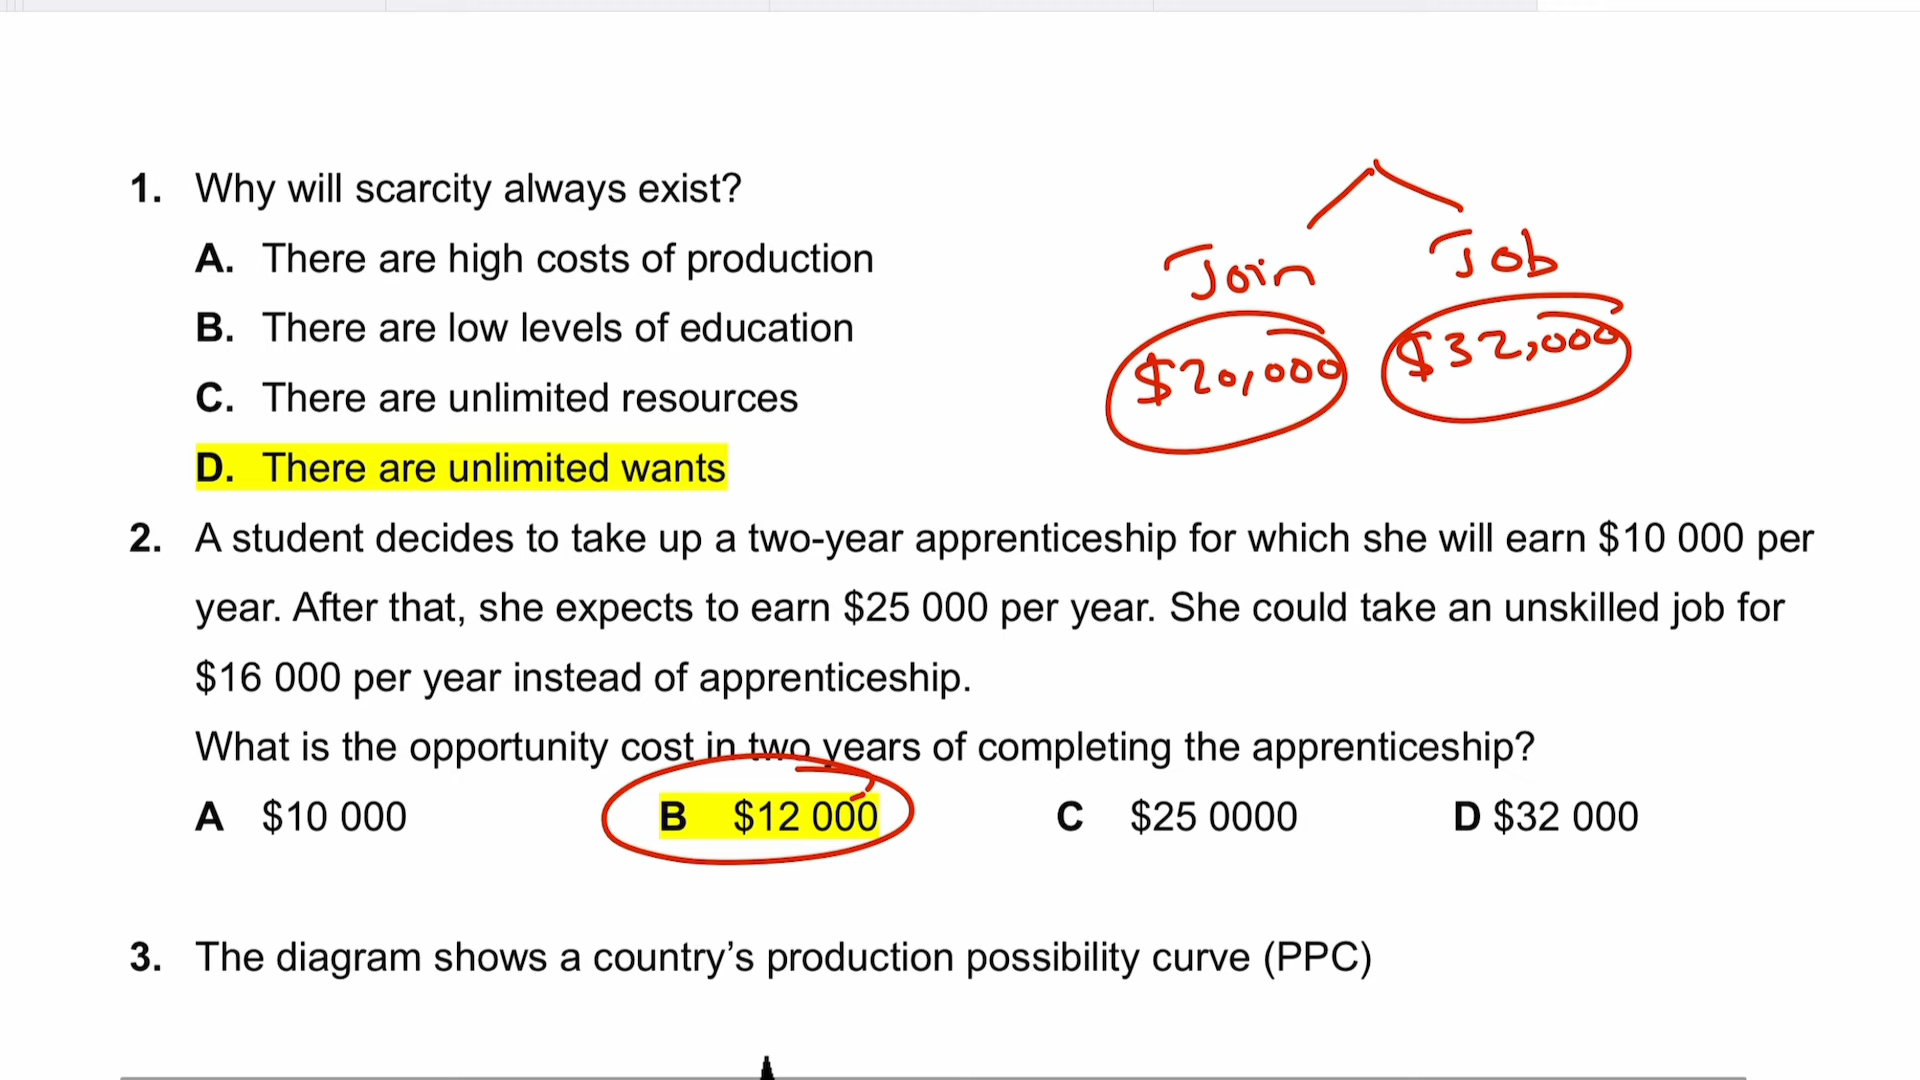 1. Why will scarcity always exist?
A. There are high costs of production
B. There are low levels of education
C. There are unlimited resources
D. There are unlimited wants
Join Job
$20,000 $32,000
2. A student decides to take up a two-year apprenticeship for which she will earn $10 000 per
year. After that, she expects to earn $25 000 per year. She could take an unskilled job for
$16 000 per year instead of apprenticeship.
What is the opportunity cost in two years of completing the apprenticeship?
A $10 000 B $12 000 C $25 0000 D $32 000
3. The diagram shows a country’s production possibility curve (PPC)